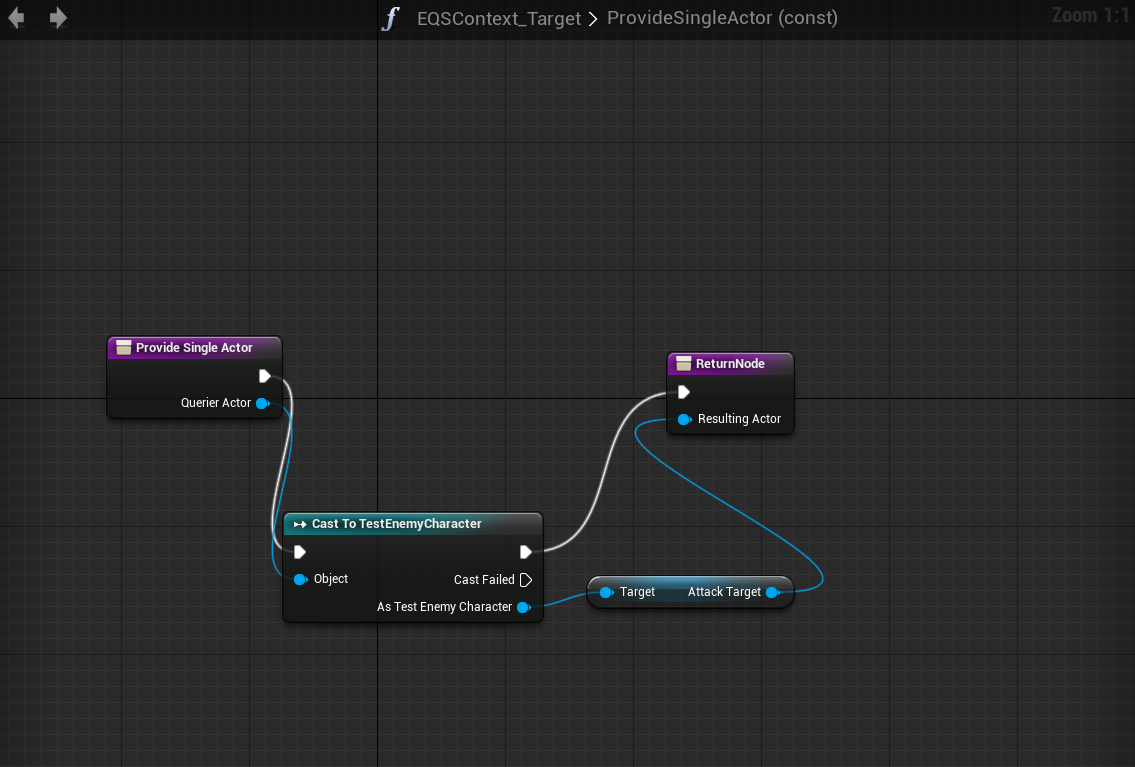 EQSContext_Target > ProvideSingleActor (const)
Zoom 1:1
Provide Single Actor
Querier Actor
ReturnNode
Resulting Actor
Cast To TestEnemyCharacter
Object
Cast Failed
As Test Enemy Character
Target Attack Target